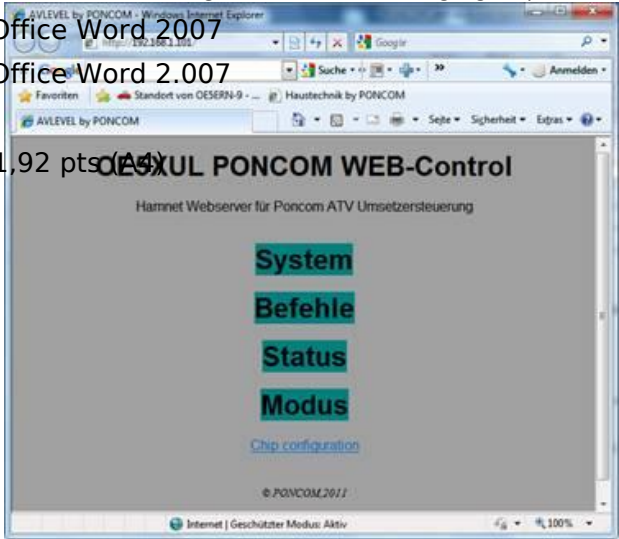 AVLEVEL by PONCOM - Windows Internet Explorer
Office Word 2007
http://192.168.1.101/
Google
Office Word 2.007
Suche
Anmelden
Favoriten
Standort von OE5ERN-9 - ...
Haustechnik by PONCOM
AVLEVEL by PONCOM
Seite
Sicherheit
Extras
1,92 pts (A4)
OE5XUL PONCOM WEB-Control
Hamnet Webserver für Poncom ATV Umsetzersteuerung
System
Befehle
Status
Modus
Chip configuration
© PONCOM,2011
Internet | Geschützter Modus: Aktiv
100%